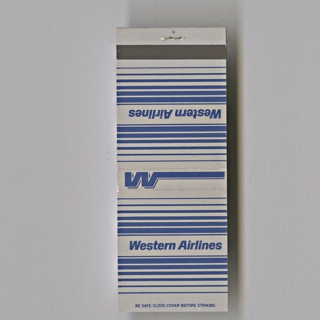 Western Airlines
W
Western Airlines
BE SAFE-CLOSE COVER BEFORE STRIKING